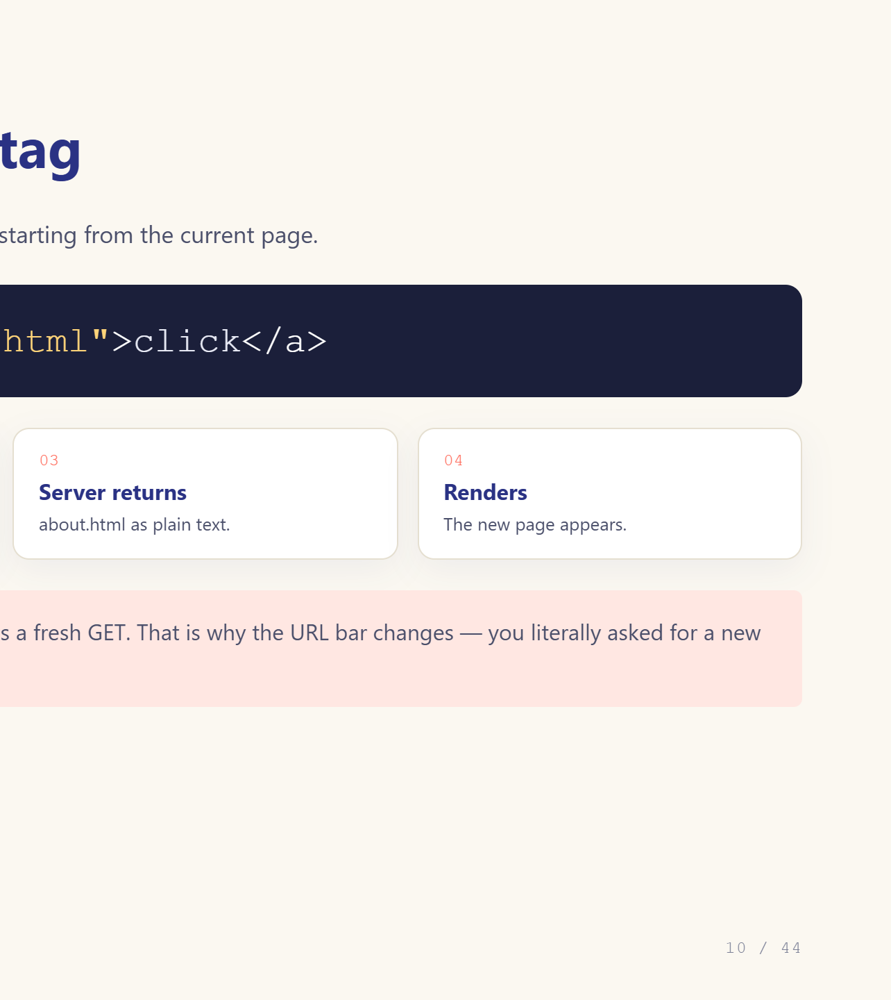 tag
starting from the current page.
html">click</a>
03
Server returns
about.html as plain text.
04
Renders
The new page appears.
s a fresh GET. That is why the URL bar changes — you literally asked for a new
10 / 44